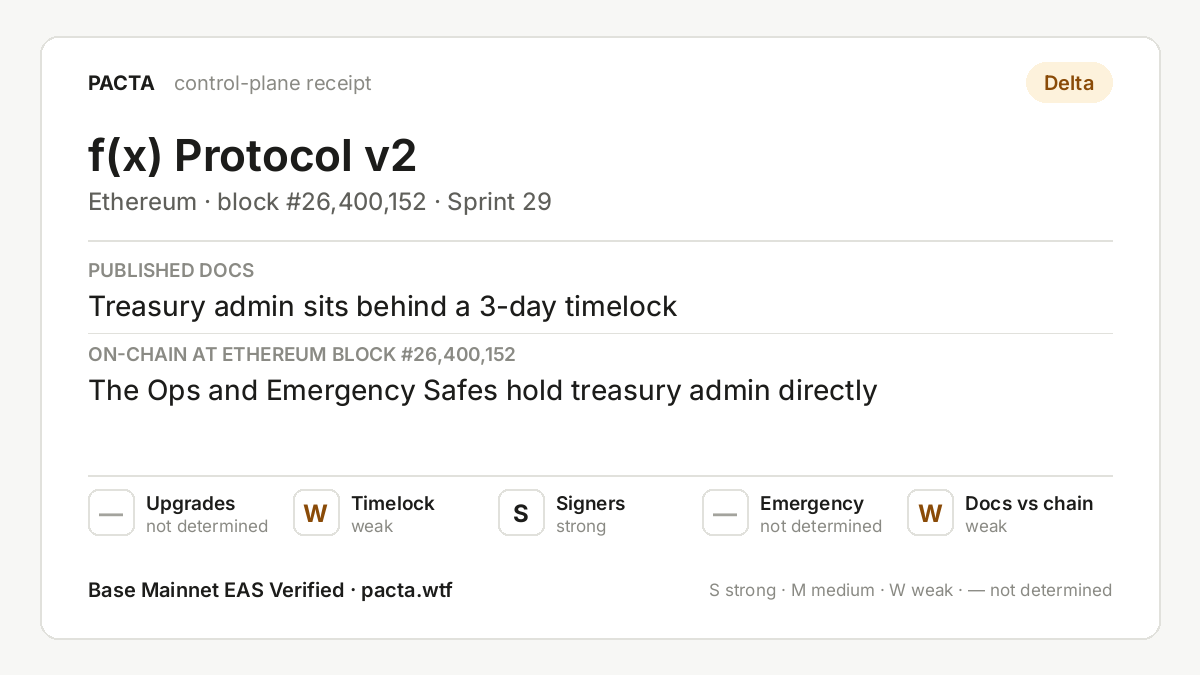 PACTA control-plane receipt Delta
f(x) Protocol v2
Ethereum · block #26,400,152 · Sprint 29
PUBLISHED DOCS
Treasury admin sits behind a 3-day timelock
ON-CHAIN AT ETHEREUM BLOCK #26,400,152
The Ops and Emergency Safes hold treasury admin directly
— Upgrades W Timelock S Signers — Emergency W Docs vs chain
not determined weak strong not determined weak
Base Mainnet EAS Verified · pacta.wtf S strong · M medium · W weak · — not determined